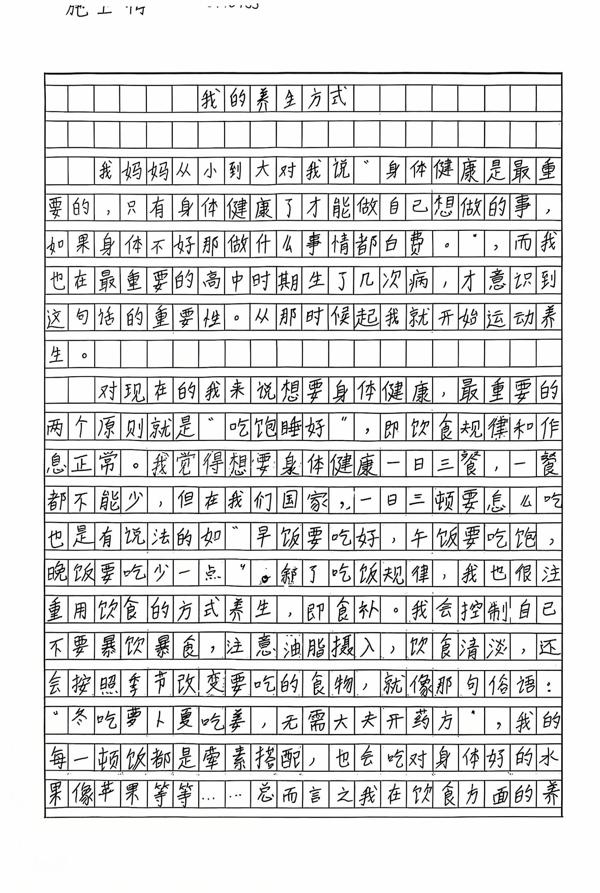 我的养生方式
我妈妈从小到大对我说“身体健康是最重
要的，只有身体健康了才能做自己想做的事，
如果身体不好那做什么事情都白费。”，而我
也在最重要的高中时期生了几次病，才意识到
这句话的重要性。从那时候起我就开始运动养
生。
对现在的我来说想要身体健康，最重要的
两个原则就是“吃饱睡好”，即饮食规律和作
息正常。我觉得想要身体健康一日三餐，一餐
都不能少，但在我们国家，一日三顿要怎么吃
也是有说法的如“早饭要吃好，午饭要吃饱，
晚饭要吃少一点”。除了吃饭规律，我也很注
重用饮食的方式养生，即食补。我会控制自己
不要暴饮暴食，注意油脂摄入，饮食清淡，还
会按照季节改变要吃的食物，就像那句俗语：
“冬吃萝卜夏吃姜，无需大夫开药方”，我的
每一顿饭都是荤素搭配，也会吃对身体好的水
果像苹果等等……总而言之我在饮食方面的养